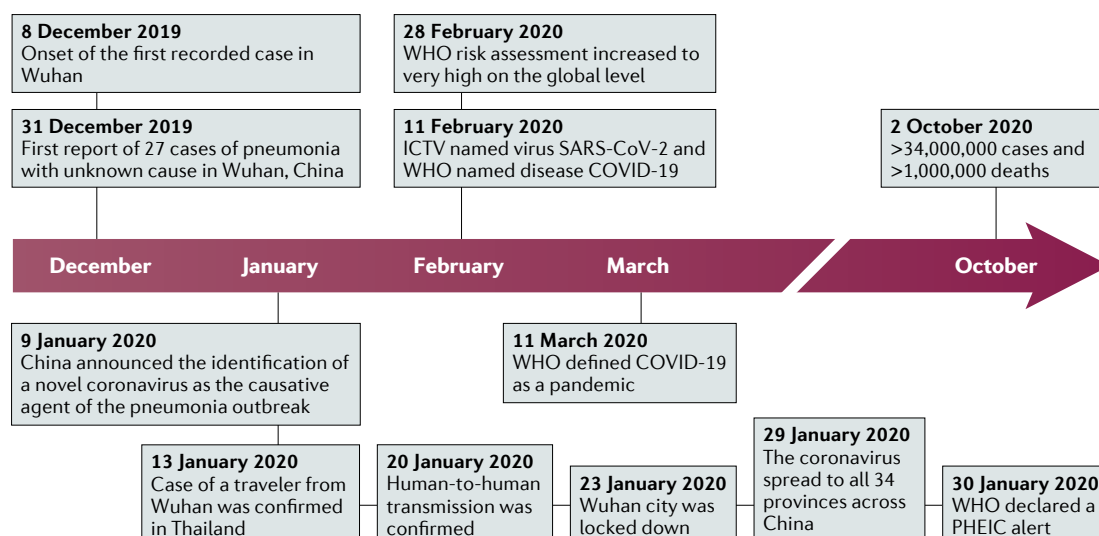 8 December 2019
Onset of the first recorded case in
Wuhan
28 February 2020
WHO risk assessment increased to
very high on the global level
31 December 2019
First report of 27 cases of pneumonia
with unknown cause in Wuhan, China
11 February 2020
ICTV named virus SARS-CoV-2 and
WHO named disease COVID-19
2 October 2020
>34,000,000 cases and
>1,000,000 deaths
December
January
February
March
October
9 January 2020
China announced the identification of
a novel coronavirus as the causative
agent of the pneumonia outbreak
11 March 2020
WHO defined COVID-19
as a pandemic
13 January 2020
Case of a traveler from
Wuhan was confirmed
in Thailand
20 January 2020
Human-to-human
transmission was
confirmed
23 January 2020
Wuhan city was
locked down
29 January 2020
The coronavirus
spread to all 34
provinces across
China
30 January 2020
WHO declared a
PHEIC alert